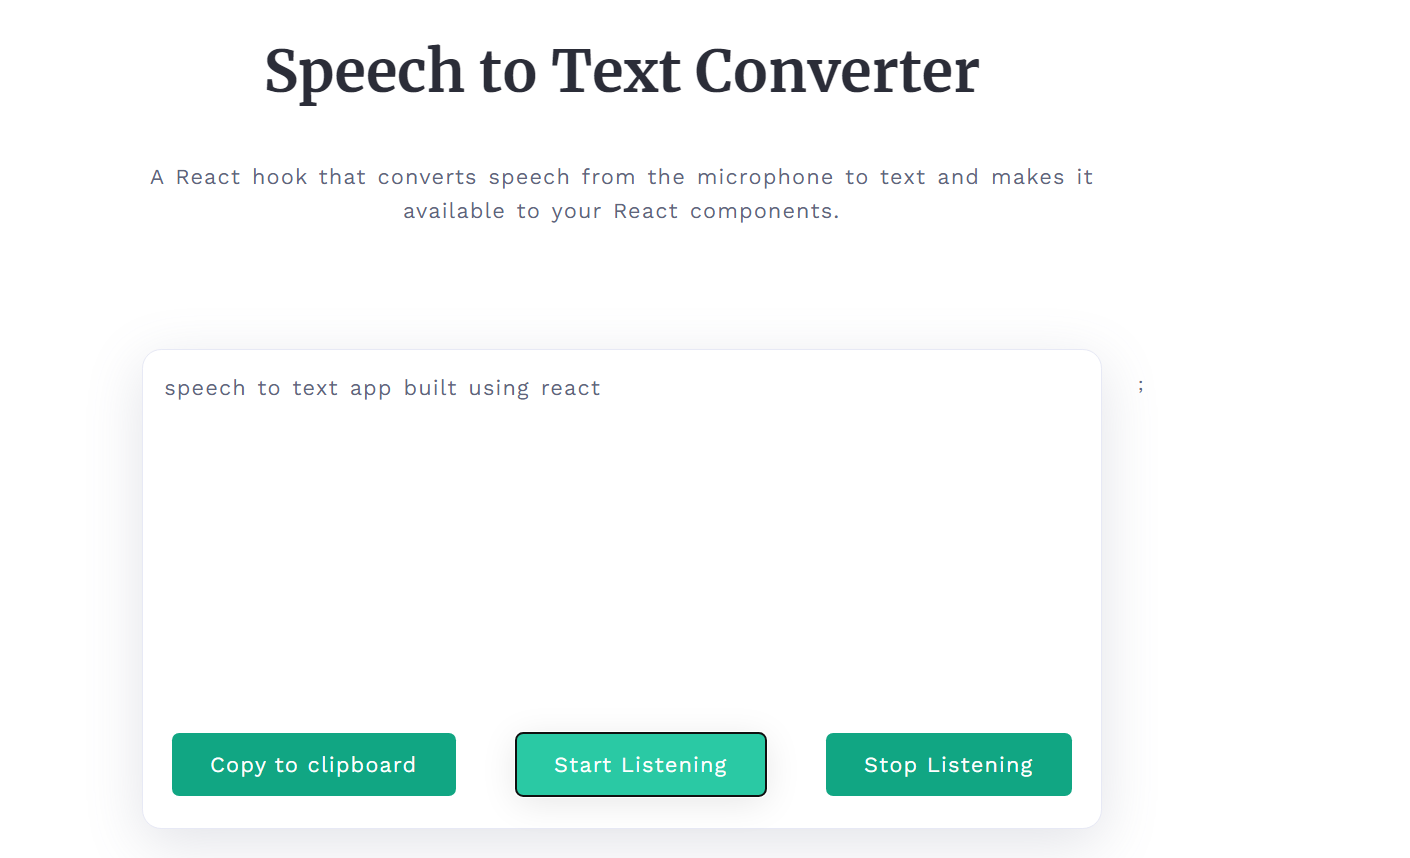 Speech to Text Converter
A React hook that converts speech from the microphone to text and makes it
available to your React components.
speech to text app built using react
;
Copy to clipboard
Start Listening
Stop Listening